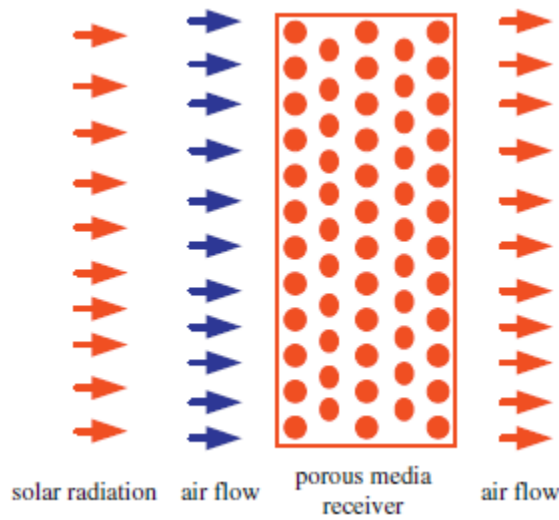 solar radiation
air flow
porous media
receiver
air flow